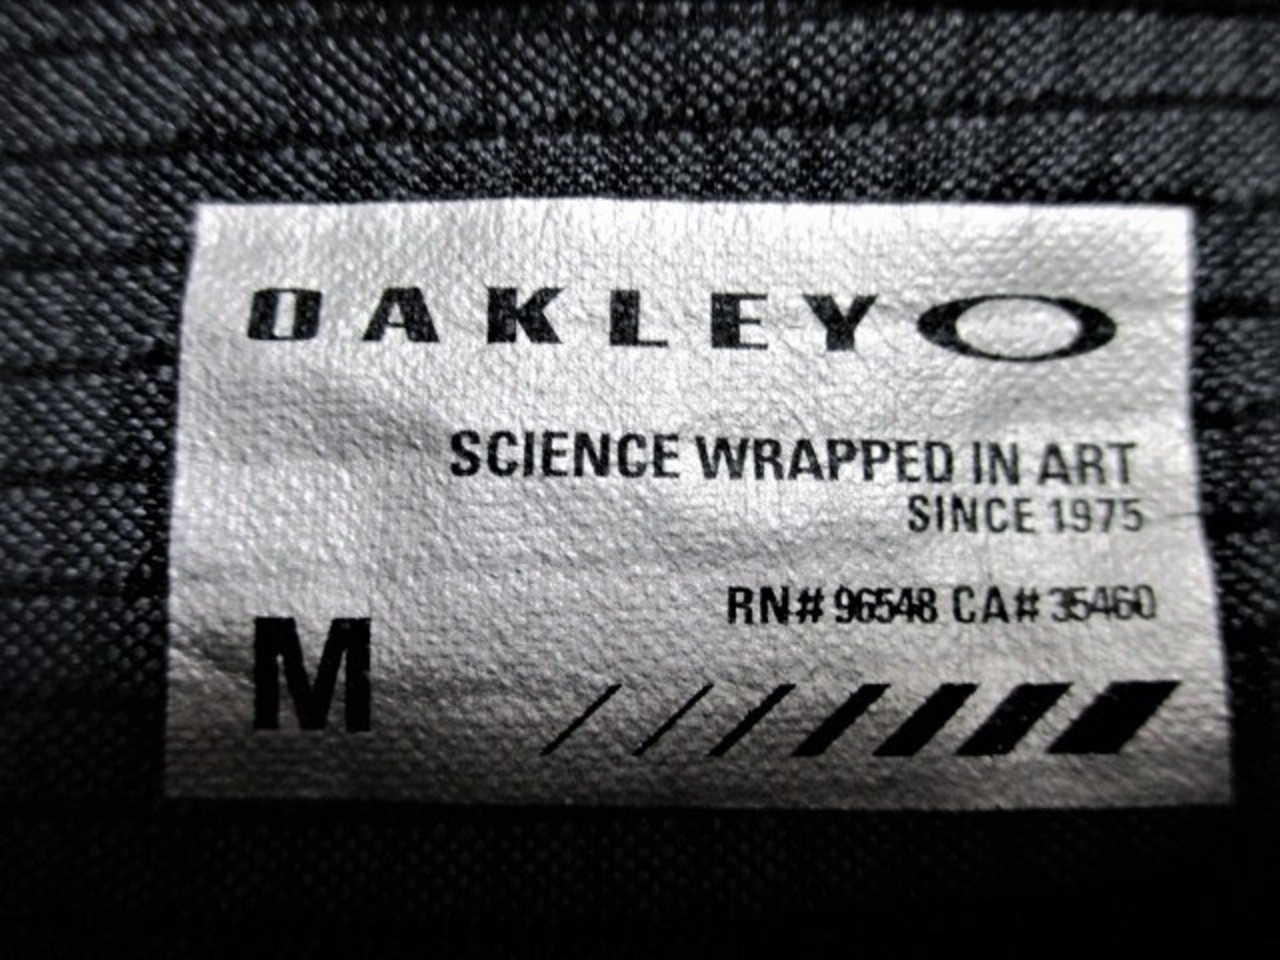 OAKLEY
SCIENCE WRAPPED IN ART
SINCE 1975
RN# 96548 CA# 35460
M